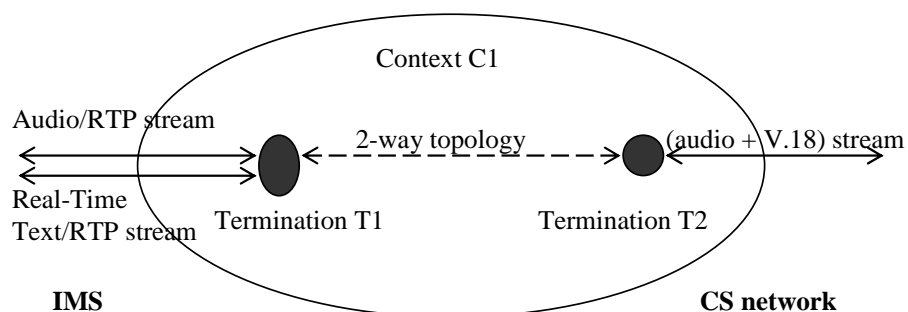 Context C1
Audio/RTP stream
2-way topology
(audio + V.18) stream
Real-Time
Text/RTP stream
Termination T1
Termination T2
IMS
CS network